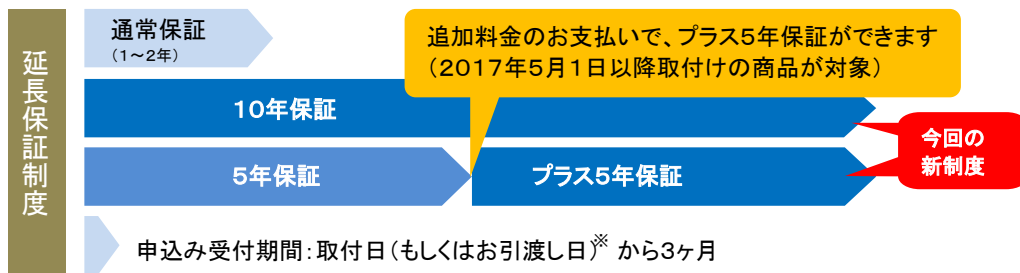 延長保証制度
通常保証
（1～2年）
追加料金のお支払いで、プラス5年保証ができます
（2017年5月1日以降取付けの商品が対象）
10年保証
今回の
新制度
5年保証
プラス5年保証
申込み受付期間：取付日（もしくはお引渡し日）※ から3ヶ月